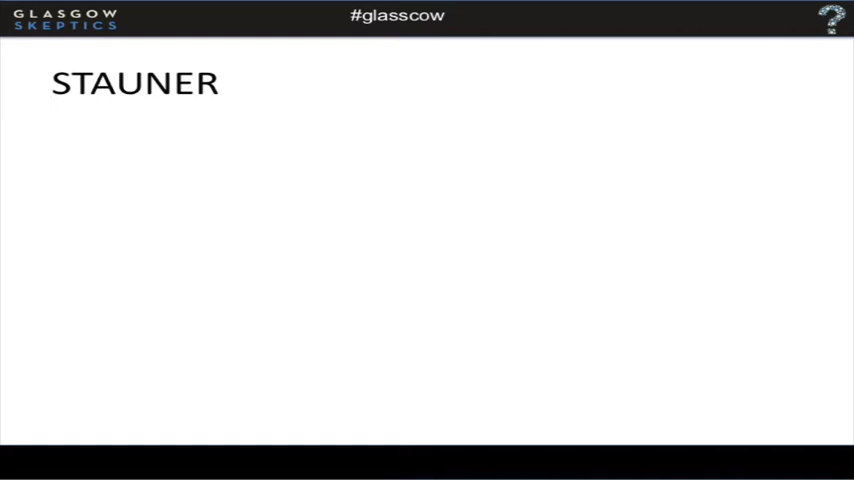 GLASGOW
SKEPTICS
#glasscow
?
STAUNER